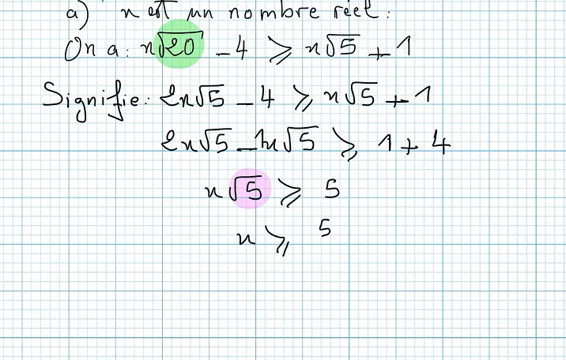 a) x est un nombre réel :
On a : x√20 - 4 ⩾ x√5 + 1
Signifie : 2x√5 - 4 ⩾ x√5 + 1
2x√5 - 1x√5 ⩾ 1 + 4
x√5 ⩾ 5
x ⩾ 5